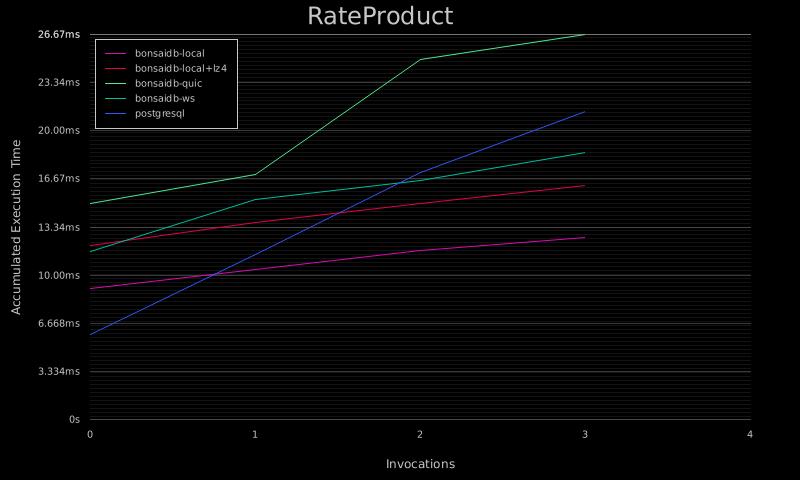 RateProduct
26.67ms
23.34ms
20.00ms
16.67ms
13.34ms
10.00ms
6.668ms
3.334ms
0s
Accumulated Execution Time
bonsaidb-local
bonsaidb-local+lz4
bonsaidb-quic
bonsaidb-ws
postgresql
0 1 2 3 4
Invocations